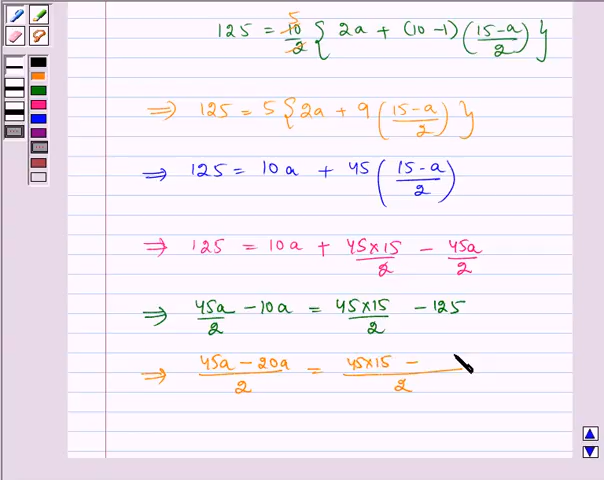 125 = 10/2 5 { 2a + (10-1) (15-a/2) }
⇒ 125 = 5 { 2a + 9 (15-a/2) }
⇒ 125 = 10a + 45 (15-a/2)
⇒ 125 = 10a + 45×15/2 - 45a/2
⇒ 45a/2 - 10a = 45×15/2 - 125
⇒ 45a - 20a/2 = 45×15 - /2